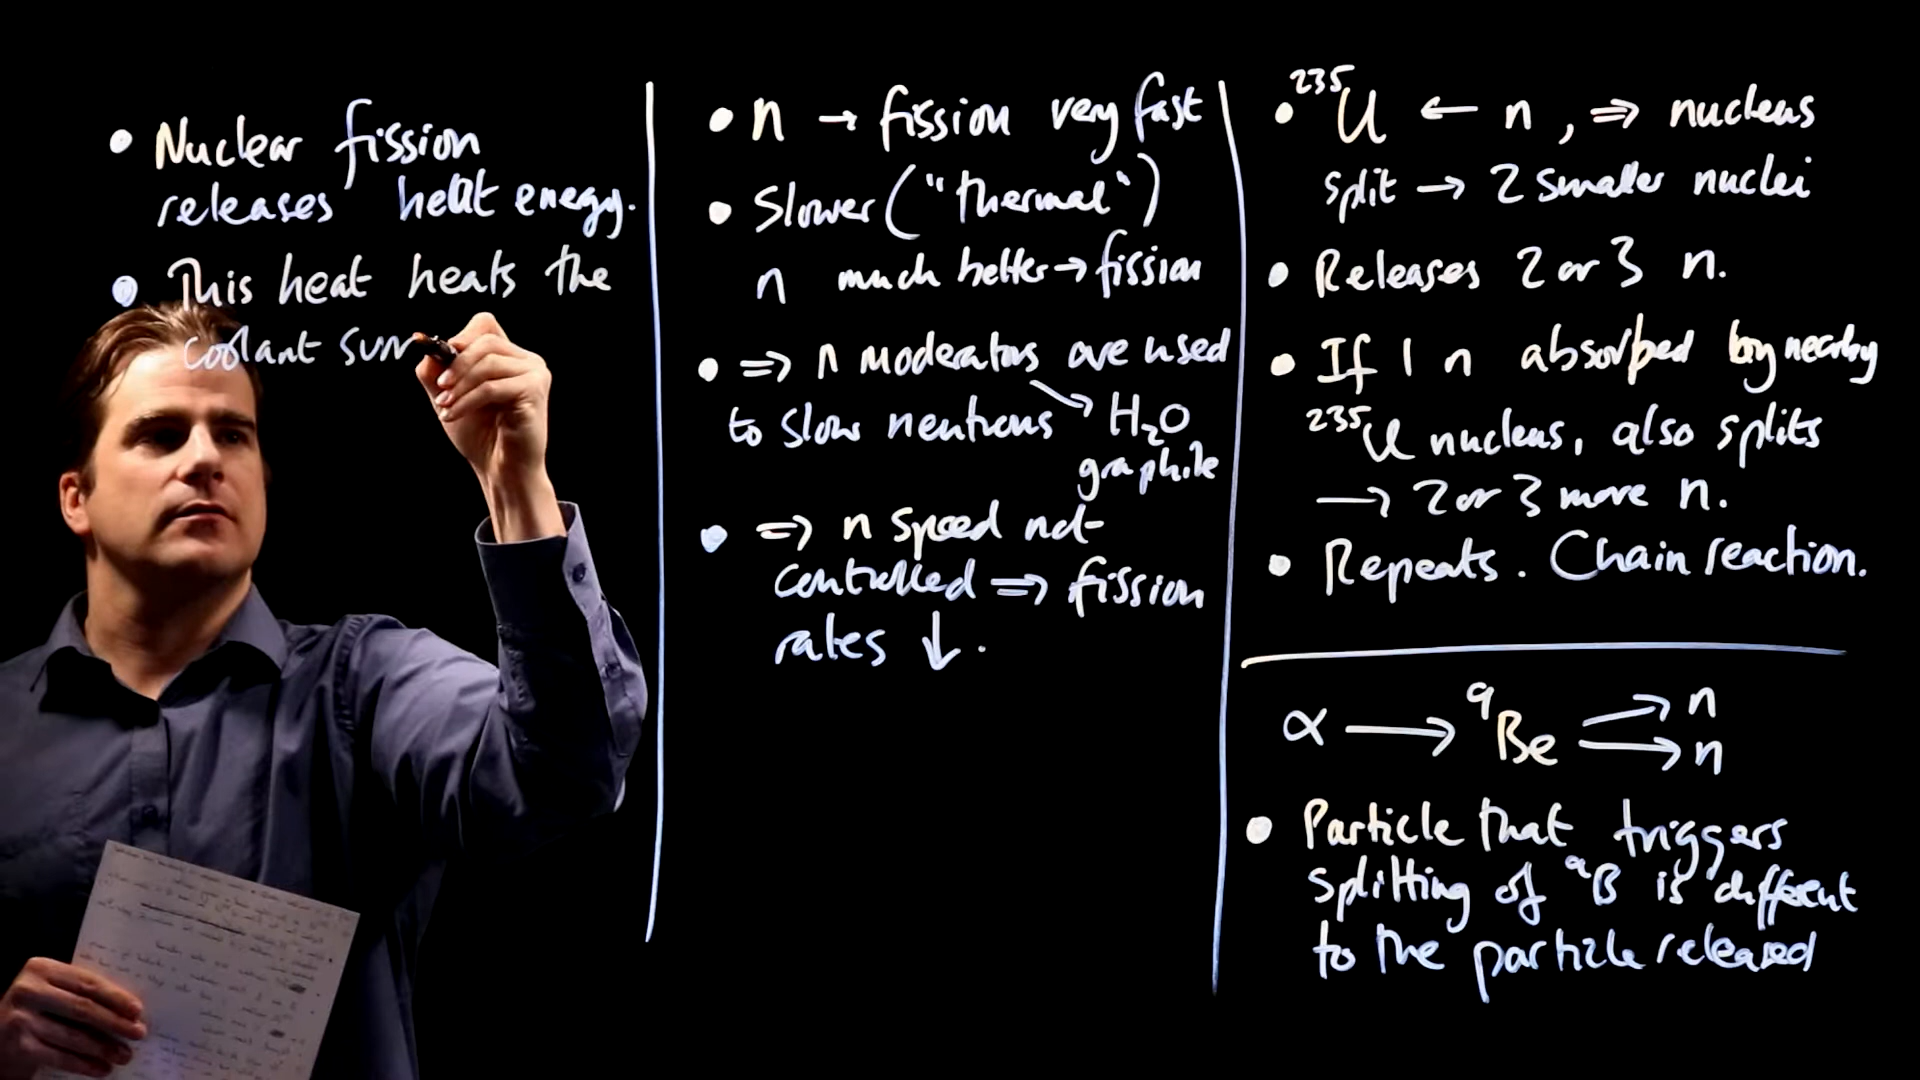 • Nuclear fission
releases heat energy.
• This heat heats the
coolant surr
• n → fission very fast
• Slower ("thermal")
n much better → fission
• ⇒ n moderators are used
to slow neutrons → H₂O
graphite
• ⇒ n speed not
controlled ⇒ fission
rates ↓.
• ²³⁵U ← n, ⇒ nucleus
split → 2 smaller nuclei
• Releases 2 or 3 n.
• If 1 n absorbed by nearby
²³⁵U nucleus, also splits
→ 2 or 3 more n.
• Repeats. Chain reaction.
α → ⁹Be → n
→ n
• Particle that triggers
splitting of ⁹B is different
to the particle released